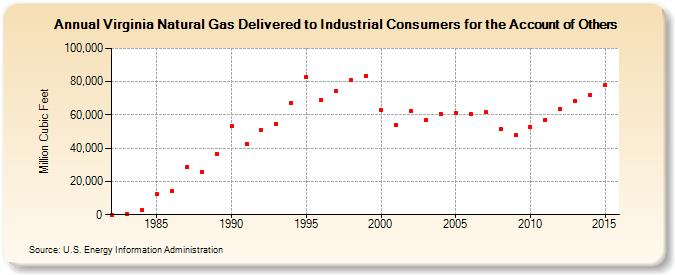 Annual Virginia Natural Gas Delivered to Industrial Consumers for the Account of Others
100,000
80,000
60,000
40,000
20,000
0
Million Cubic Feet
1985 1990 1995 2000 2005 2010 2015
Source: U.S. Energy Information Administration